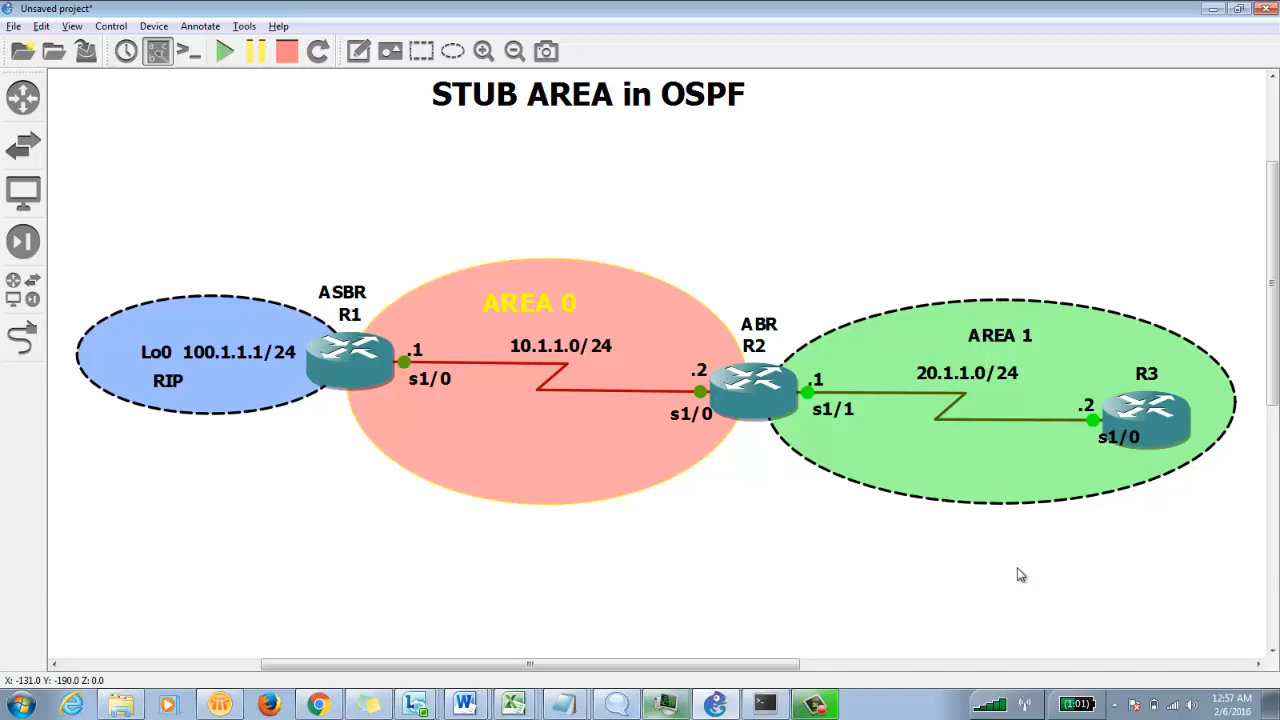 Unsaved project*
File Edit View Control Device Annotate Tools Help
STUB AREA in OSPF
ASBR
R1
AREA 0
ABR
R2
AREA 1
Lo0 100.1.1.1/24
RIP
.1
s1/0
10.1.1.0/24
.2
s1/0
.1
s1/1
20.1.1.0/24
R3
.2
s1/0
X: -131.0 Y: -190.0 Z: 0.0
(1:01)
12:57 AM
2/6/2016